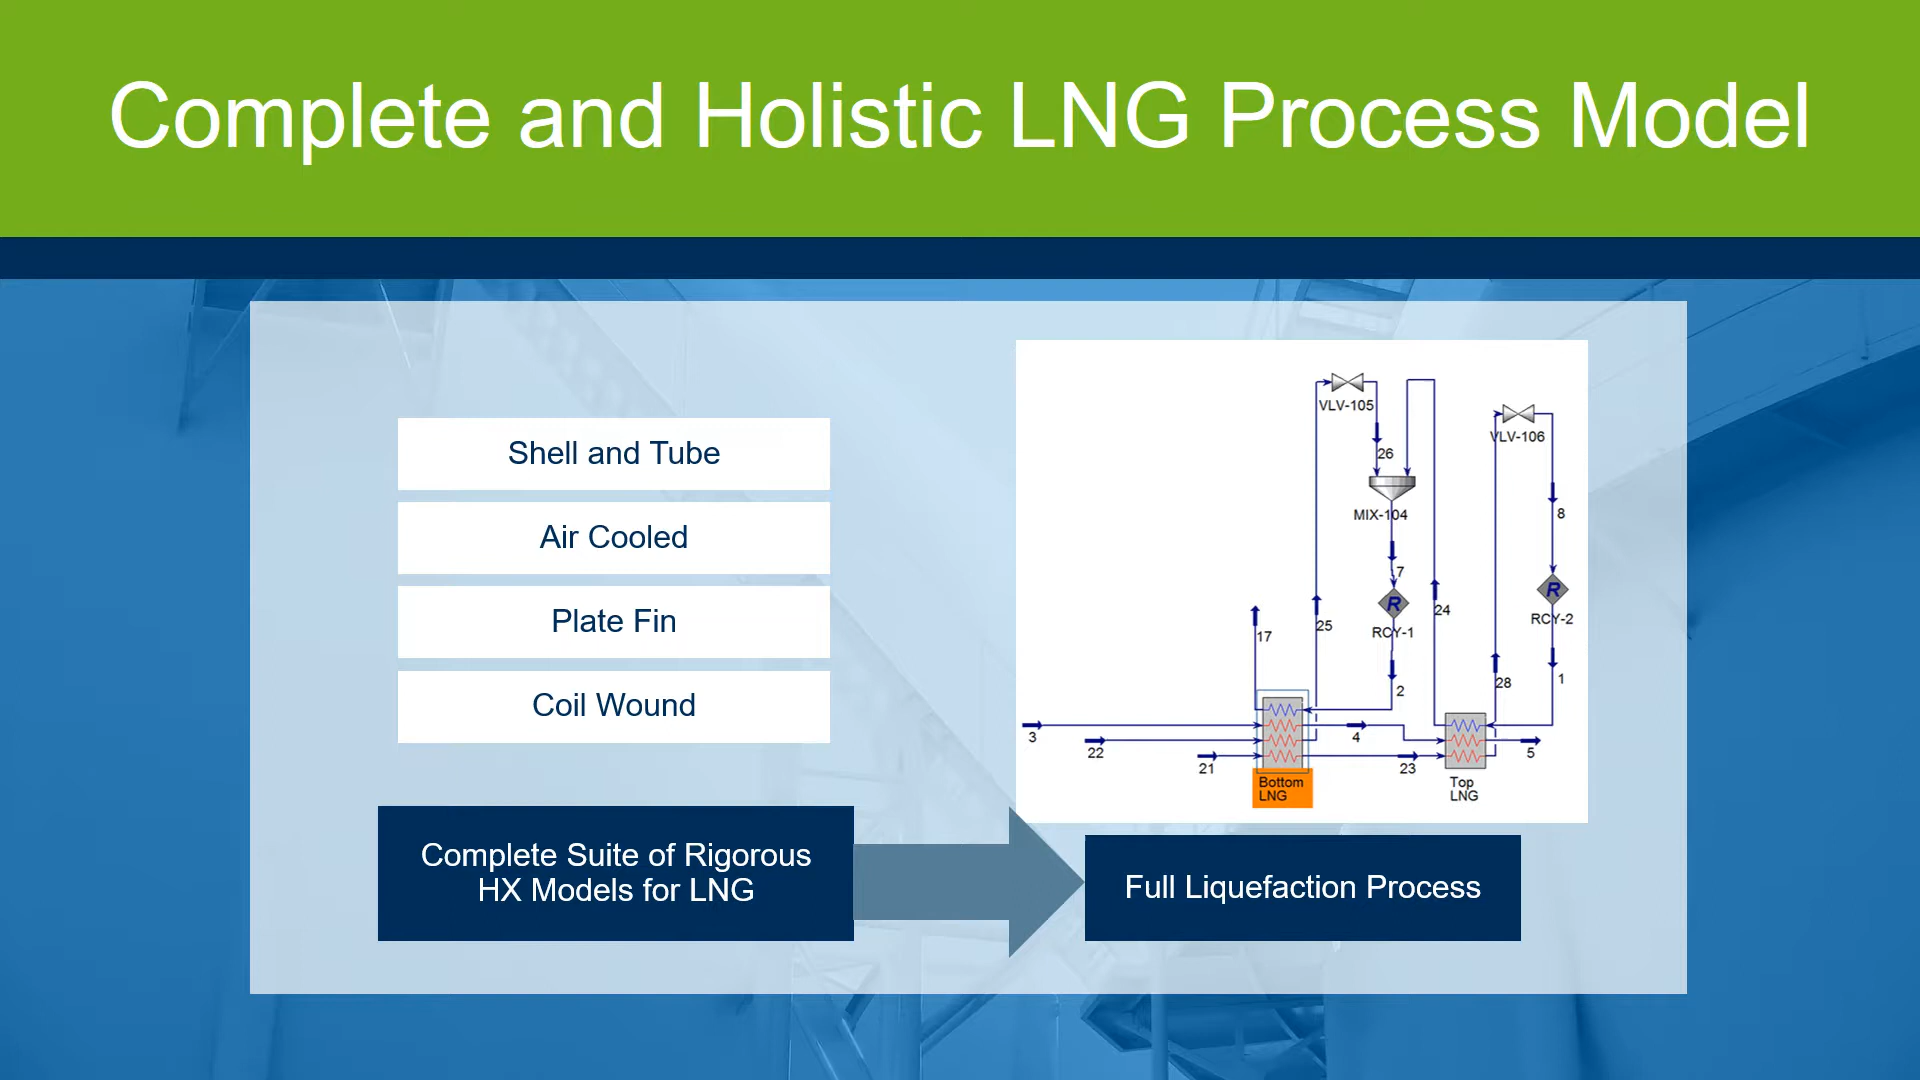 Complete and Holistic LNG Process Model
Shell and Tube
Air Cooled
Plate Fin
Coil Wound
Complete Suite of Rigorous
HX Models for LNG
VLV-105
26
MIX-104
7
R
RCY-1
2
25
17
24
VLV-106
8
R
RCY-2
1
28
3
22
21
4
23
5
Bottom
LNG
Top
LNG
Full Liquefaction Process